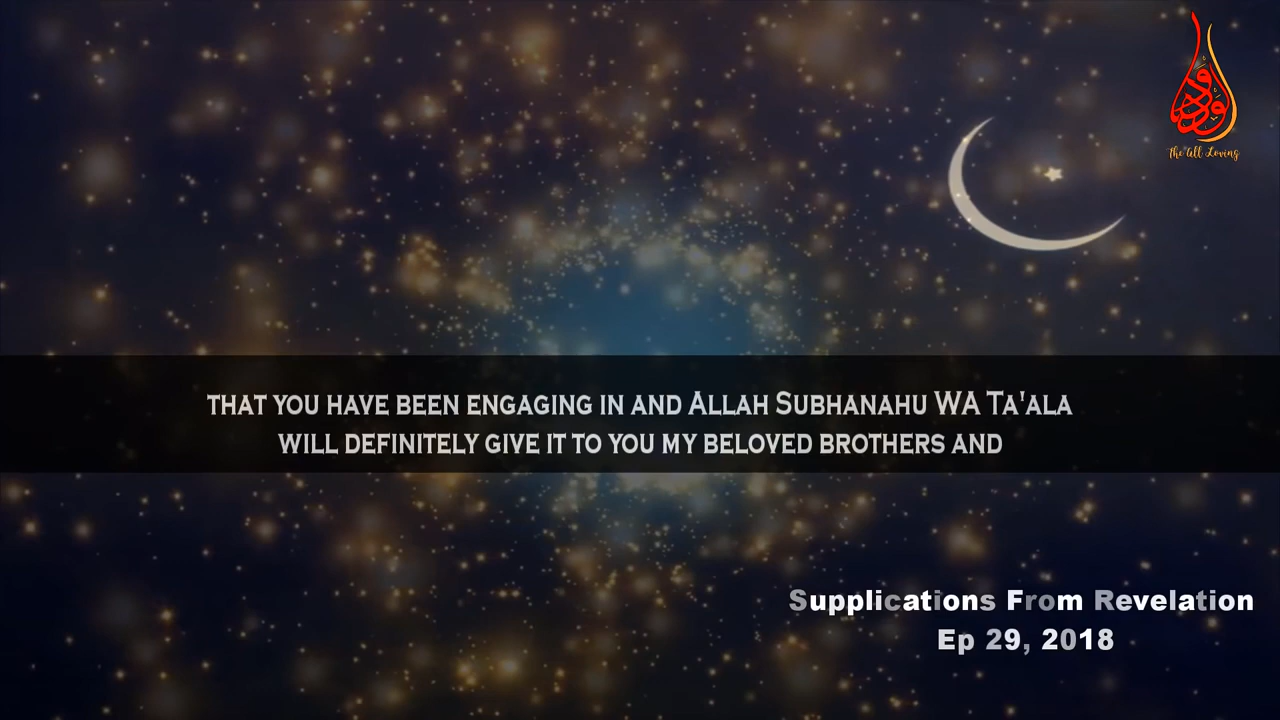 الودود
The All Loving
THAT YOU HAVE BEEN ENGAGING IN AND ALLAH SUBHANAHU WA TA'ALA
WILL DEFINITELY GIVE IT TO YOU MY BELOVED BROTHERS AND
Supplications From Revelation
Ep 29, 2018